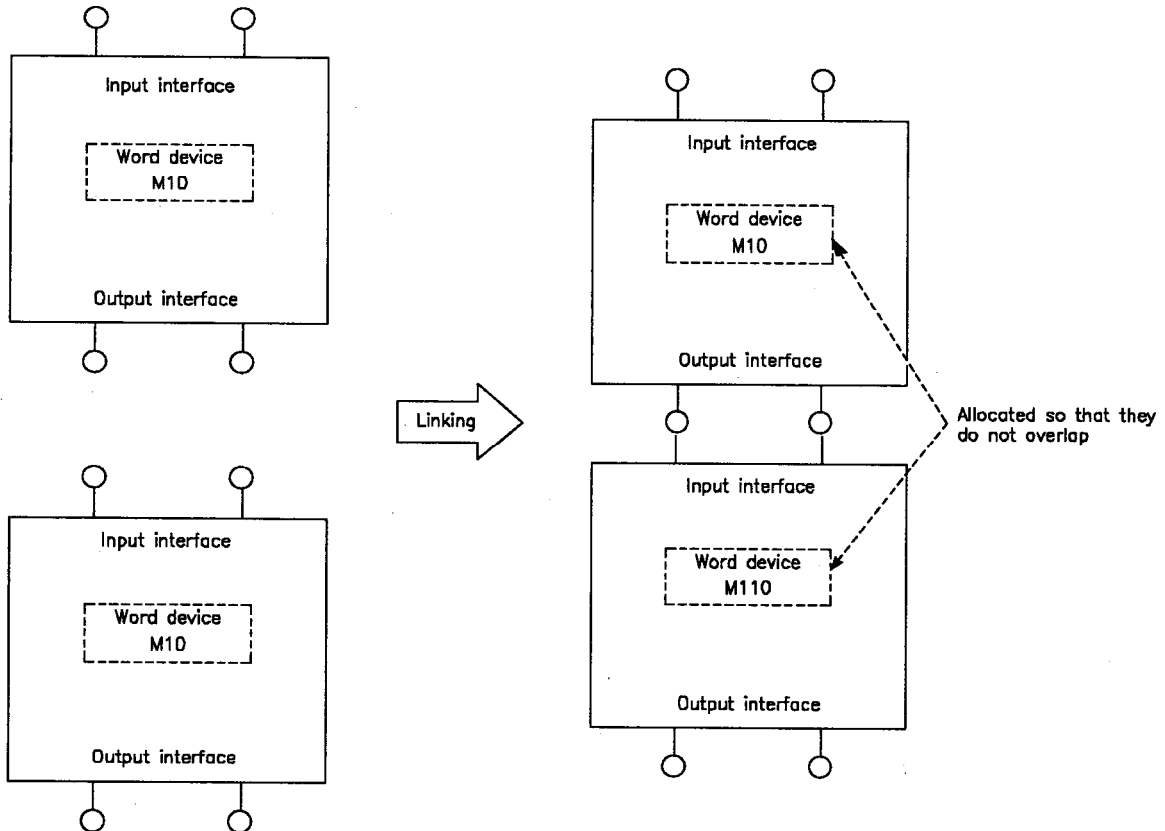 Input interface
Word device
M10
Output interface
Input interface
Word device
M10
Output interface
Linking
Input interface
Word device
M10
Output interface
Input interface
Word device
M110
Output interface
Allocated so that they
do not overlap